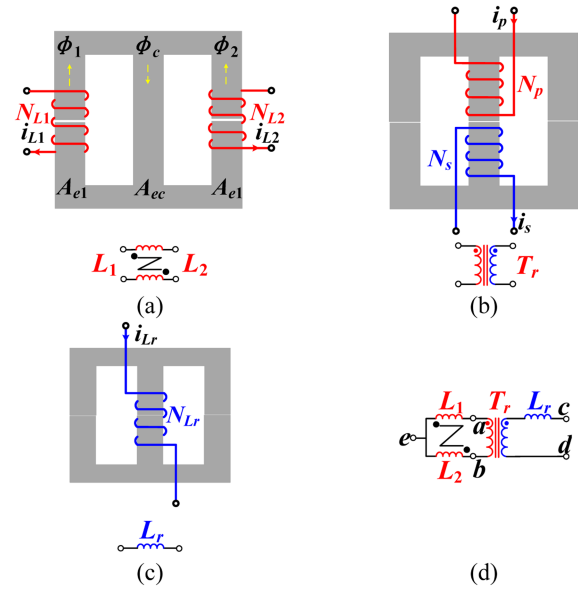 ϕ1 ϕc ϕ2
NL1 NL2
iL1 iL2
Ae1 Aec Ae1
L1 L2
(a)
ip
Np
Ns
is
Tr
(b)
iLr
NLr
Lr
(c)
L1 Tr Lr c
e a
b d
L2
(d)